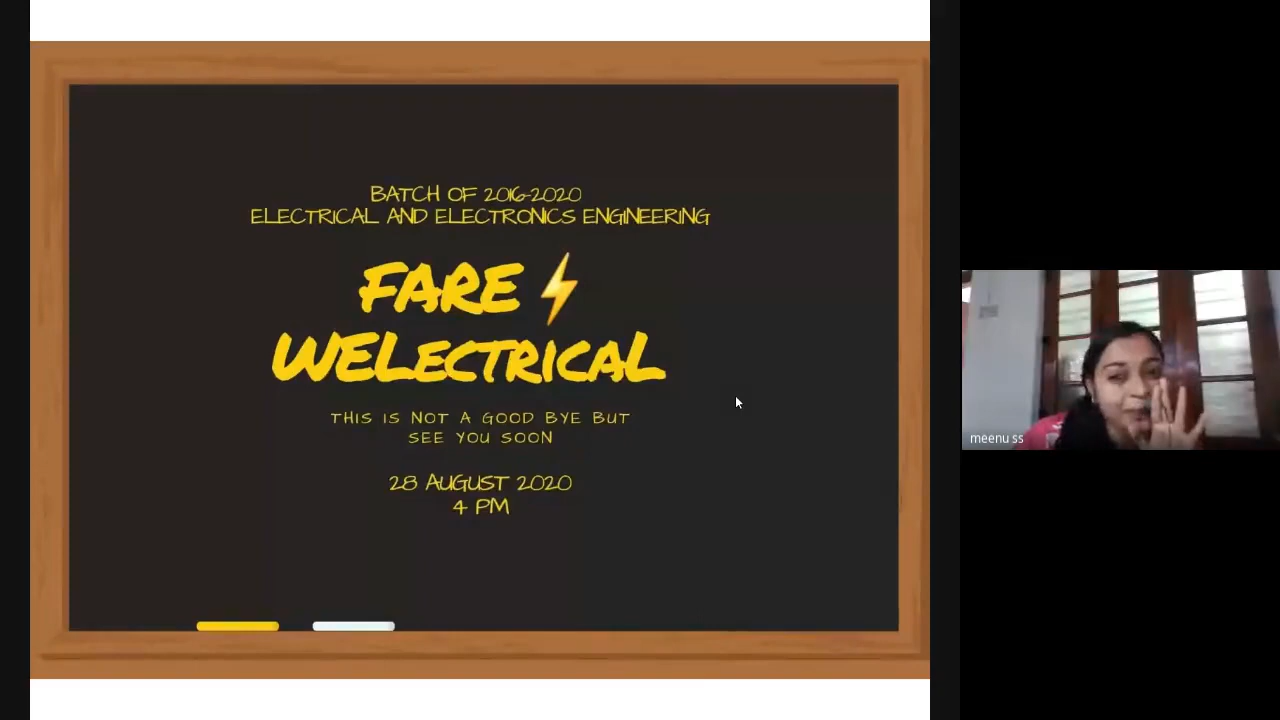 BATCH OF 2016-2020
ELECTRICAL AND ELECTRONICS ENGINEERING
FARE⚡
WELECTRICAL
THIS IS NOT A GOOD BYE BUT
SEE YOU SOON
28 AUGUST 2020
4 PM
meenu ss